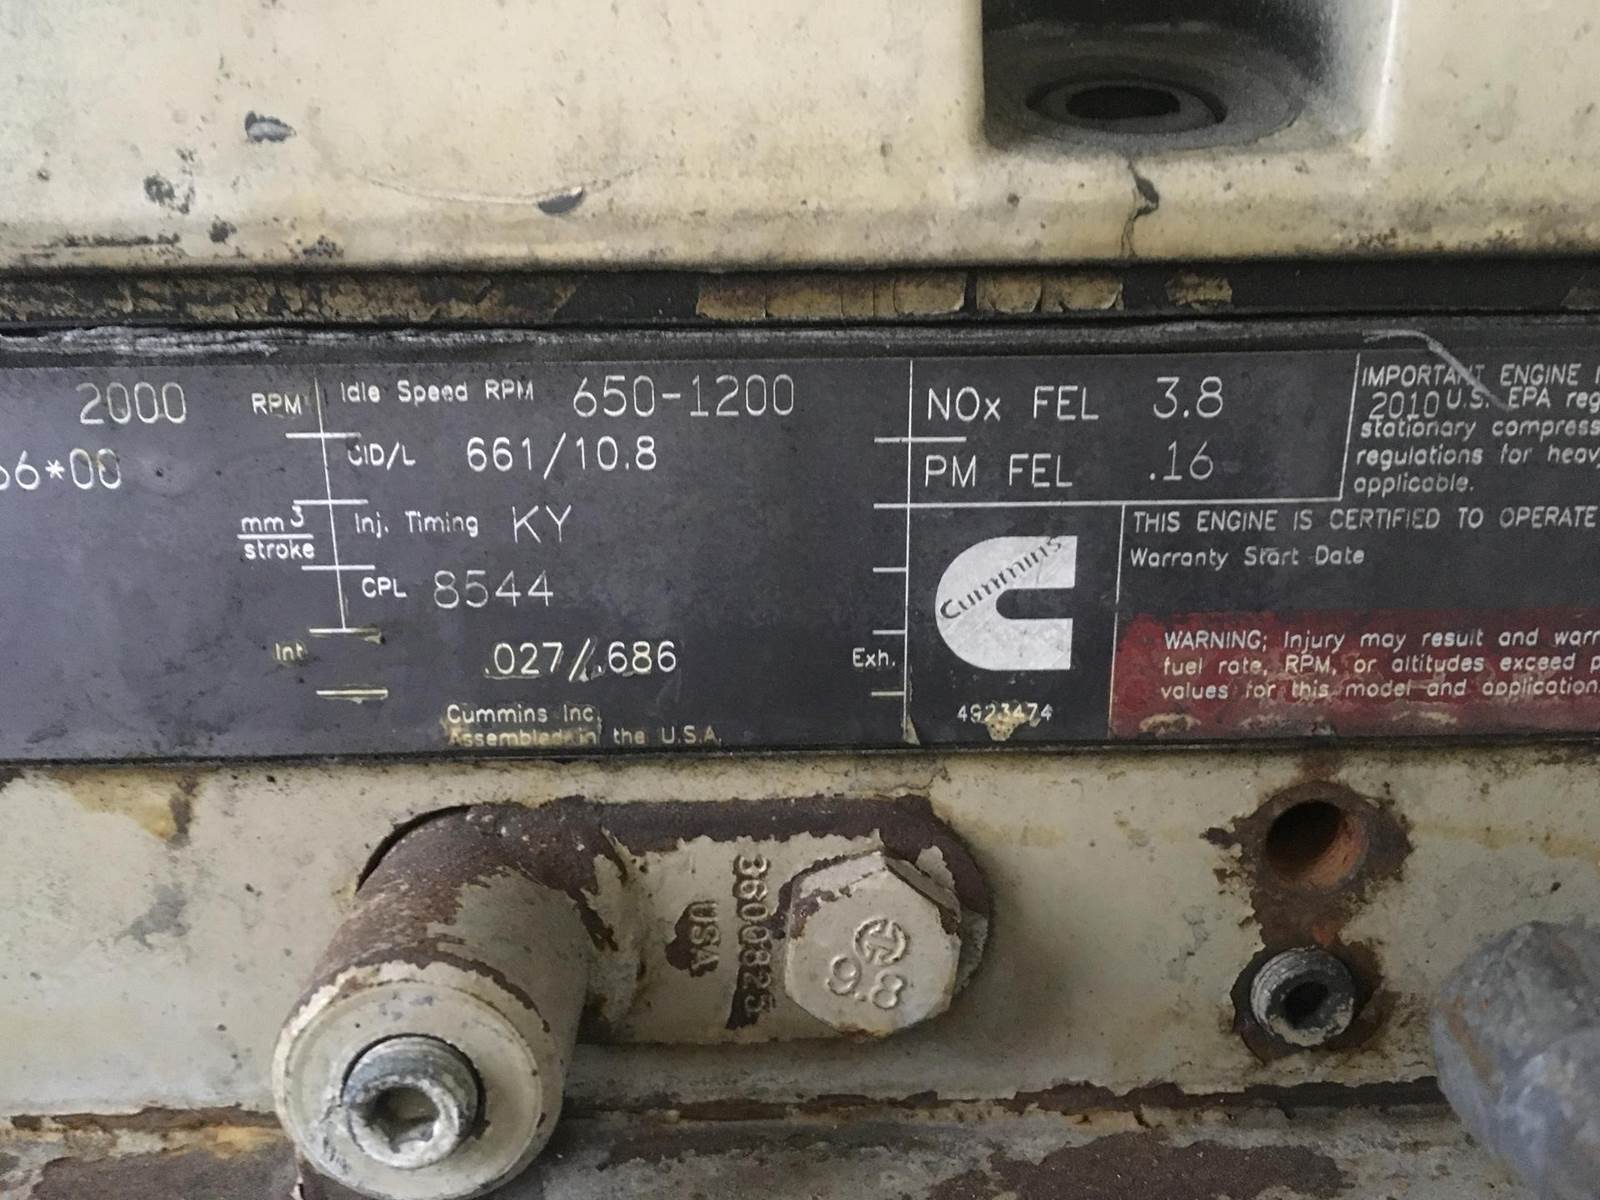 2000 RPM
66*00
mm3
stroke
Int
Idle Speed RPM 650-1200
CID/L 661/10.8
Inj. Timing KY
CPL 8544
.027/.686 Exh.
Cummins Inc.
Assembled in the U.S.A.
NOx FEL 3.8
PM FEL .16
Cummins
4923474
IMPORTANT ENGINE
2010 U.S. EPA reg
stationary compress
regulations for heav
applicable.
THIS ENGINE IS CERTIFIED TO OPERATE
Warranty Start Date
WARNING; Injury may result and warr
fuel rate, RPM, or altitudes exceed p
values for this model and application.
3600825
USA
9.8